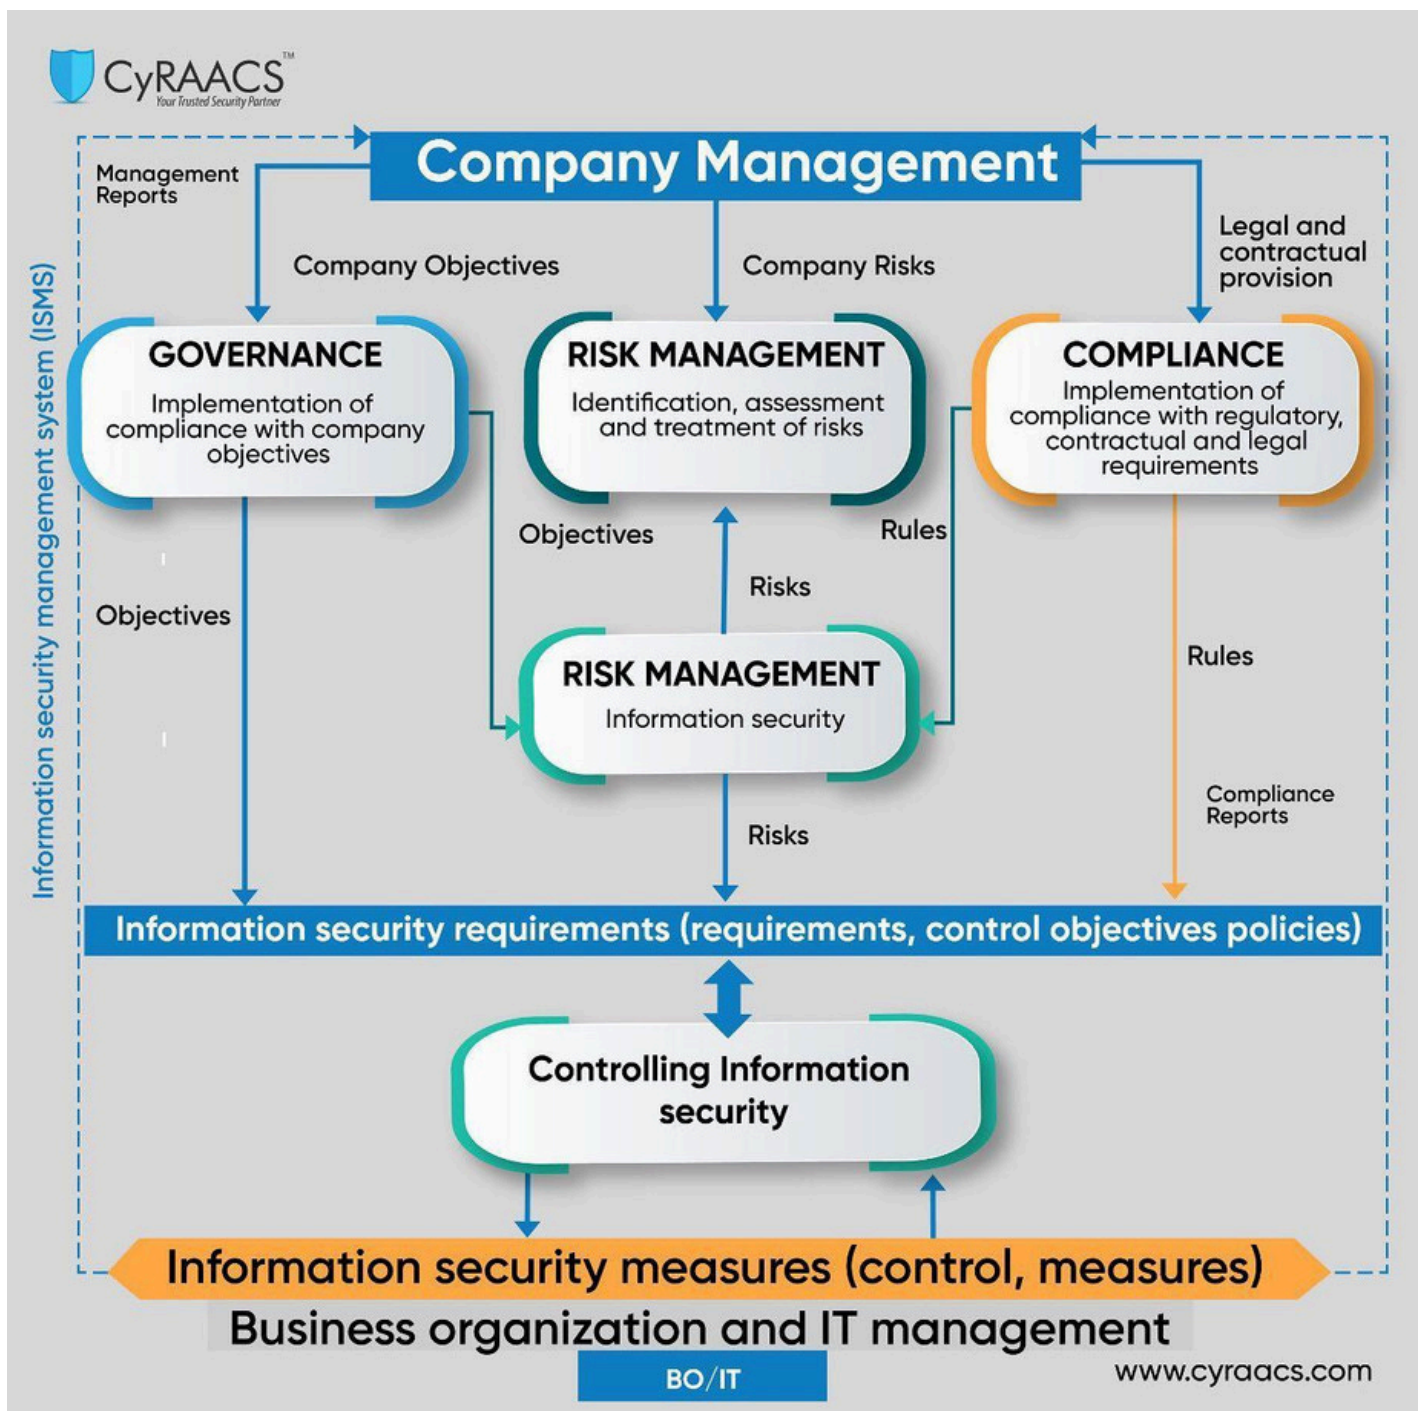 CyRAACS™
Your Trusted Security Partner
Company Management
Management
Reports
Company Objectives
Company Risks
Legal and
contractual
provision
Information security management system (ISMS)
GOVERNANCE
Implementation of
compliance with company
objectives
RISK MANAGEMENT
Identification, assessment
and treatment of risks
COMPLIANCE
Implementation of
compliance with regulatory,
contractual and legal
requirements
Objectives
Rules
Risks
Objectives
RISK MANAGEMENT
Information security
Rules
Compliance
Reports
Risks
Information security requirements (requirements, control objectives policies)
Controlling Information
security
Information security measures (control, measures)
Business organization and IT management
BO/IT
www.cyraacs.com